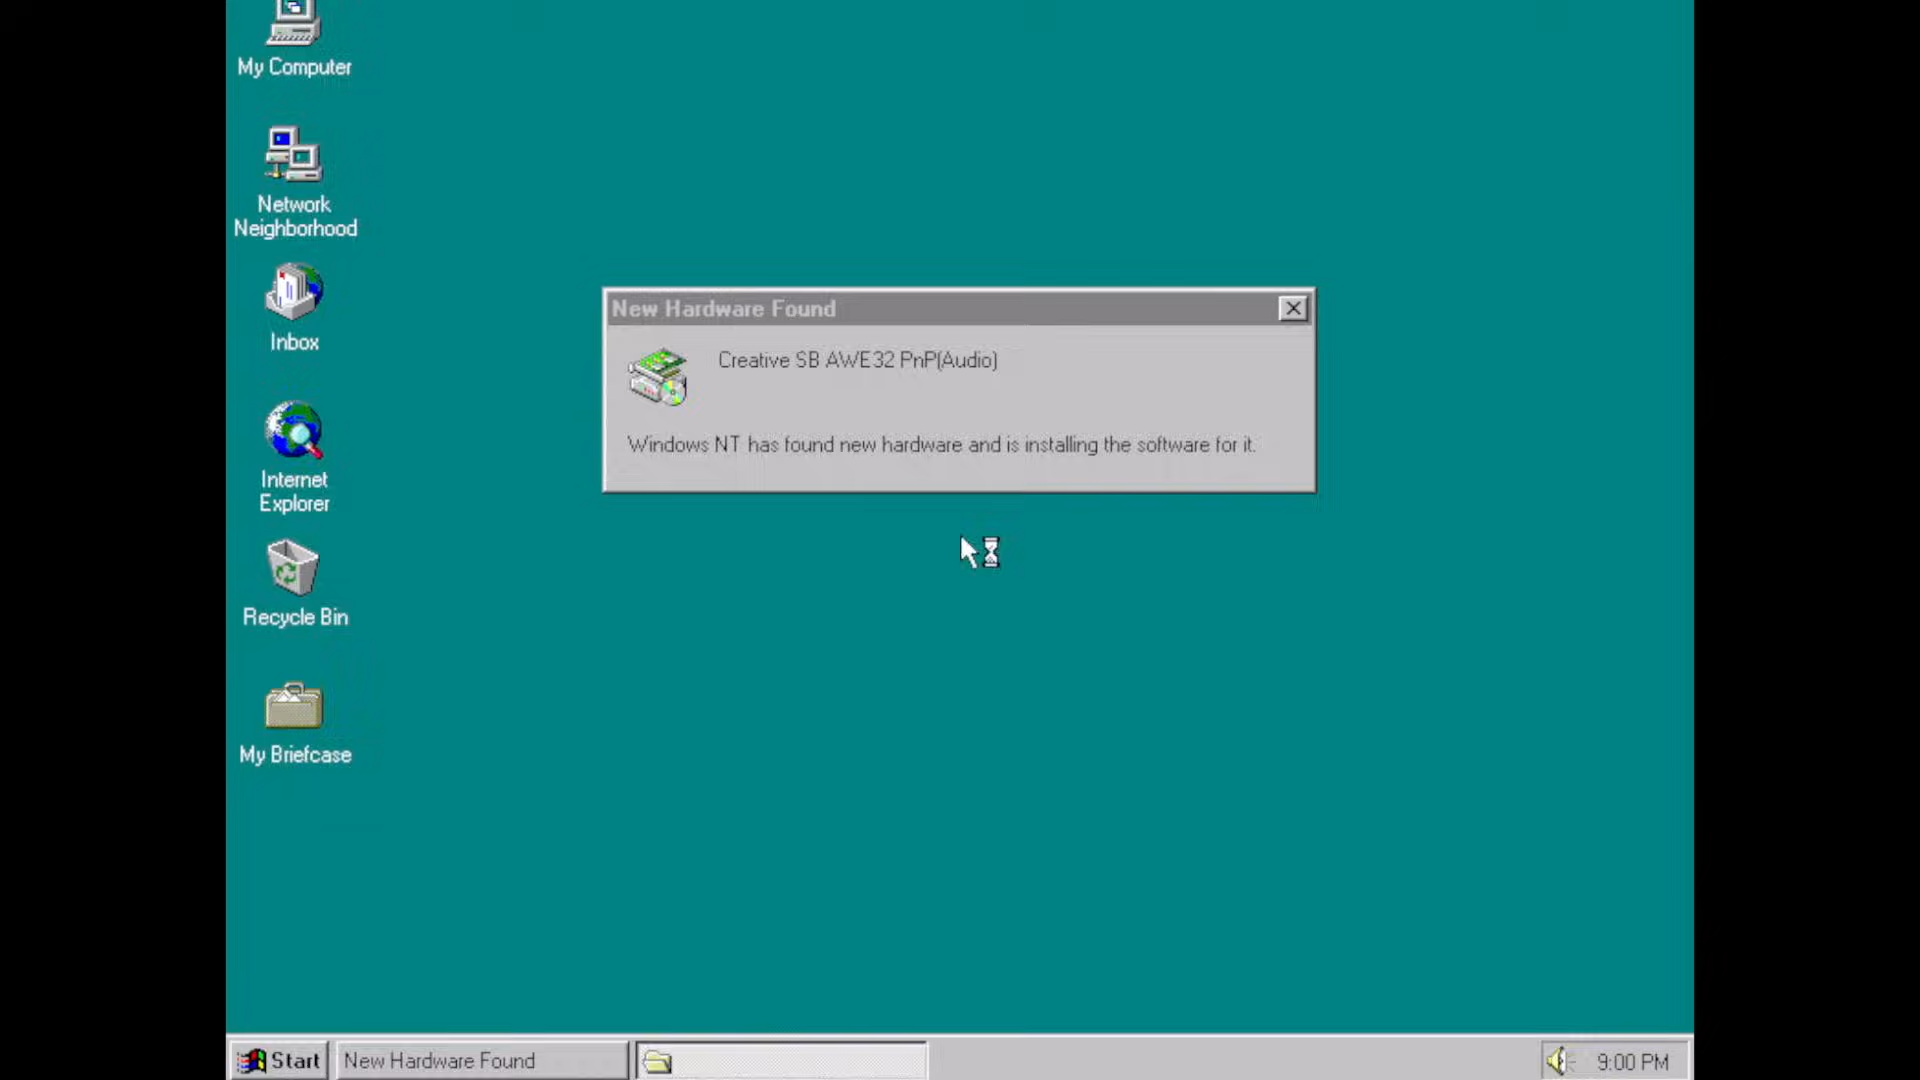 My Computer
Network
Neighborhood
Inbox
Internet
Explorer
Recycle Bin
My Briefcase
New Hardware Found
Creative SB AWE32 PnP(Audio)
Windows NT has found new hardware and is installing the software for it.
Start
New Hardware Found
9:00 PM